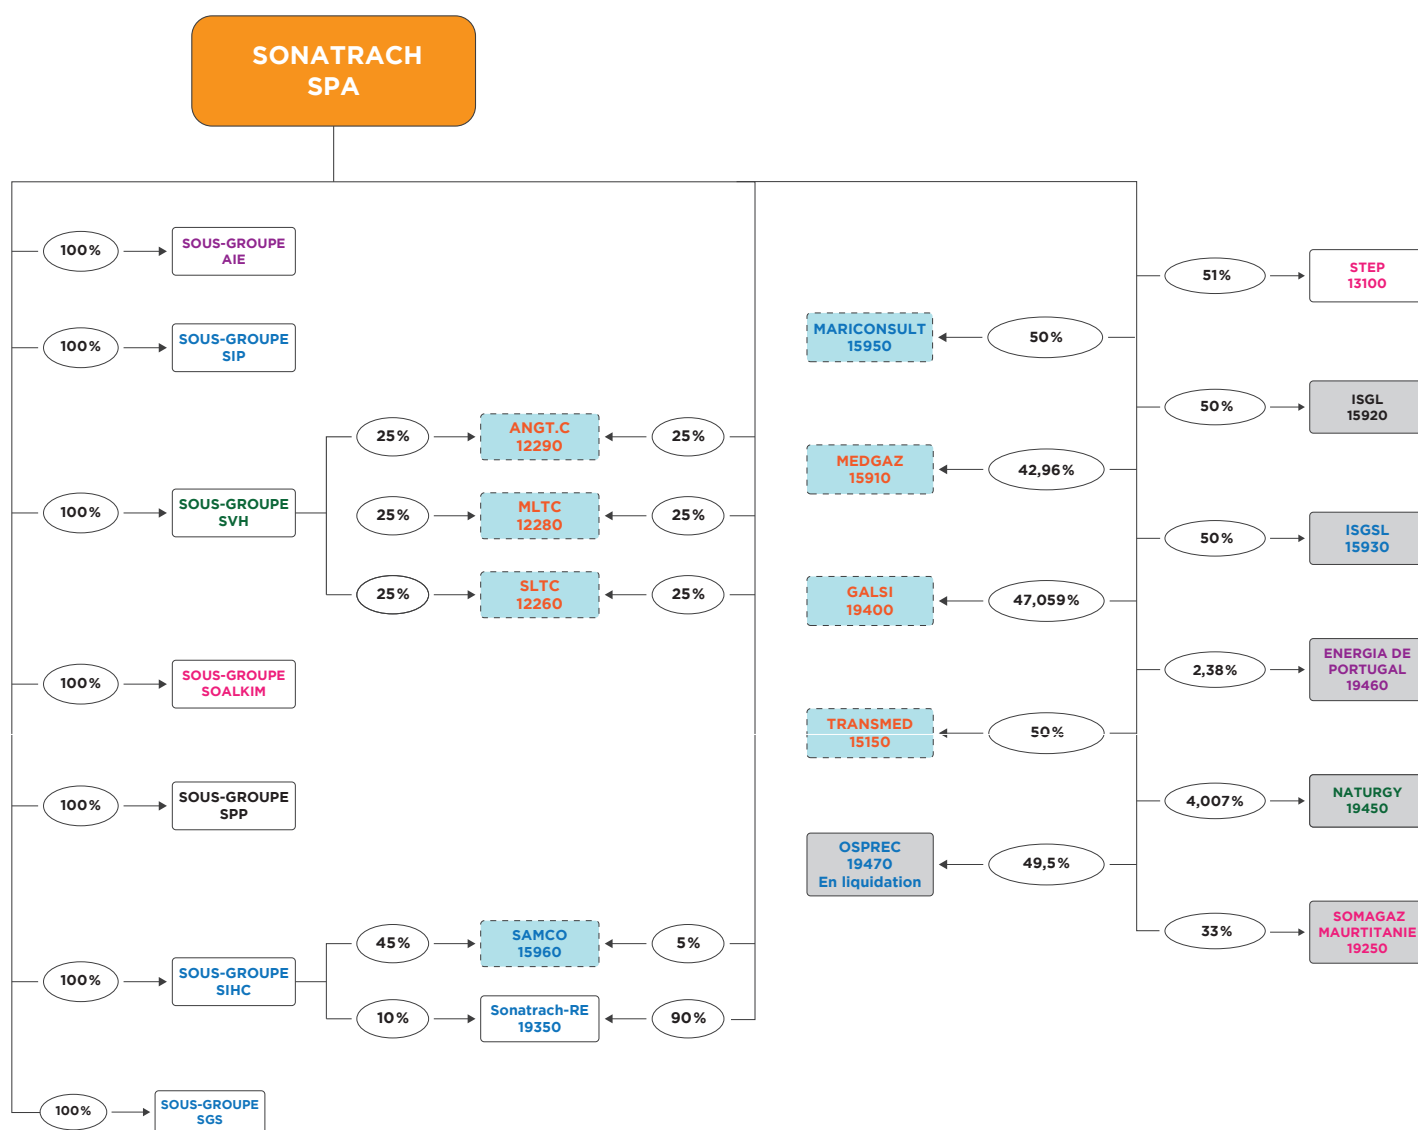 SONATRACH
SPA
100%
SOUS-GROUPE
AIE
100%
SOUS-GROUPE
SIP
100%
SOUS-GROUPE
SVH
25%
ANGT.C
12290
25%
25%
MLTC
12280
25%
25%
SLTC
12260
25%
100%
SOUS-GROUPE
SOALKIM
100%
SOUS-GROUPE
SPP
100%
SOUS-GROUPE
SIHC
45%
SAMCO
15960
5%
10%
Sonatrach-RE
19350
90%
100%
SOUS-GROUPE
SGS
MARICONSULT
15950
50%
MEDGAZ
15910
42,96%
GALSI
19400
47,059%
TRANSMED
15150
50%
OSPREC
19470
En liquidation
49,5%
51%
STEP
13100
50%
ISGL
15920
50%
ISGSL
15930
2,38%
ENERGIA DE
PORTUGAL
19460
4,007%
NATURGY
19450
33%
SOMAGAZ
MAURTITANIE
19250